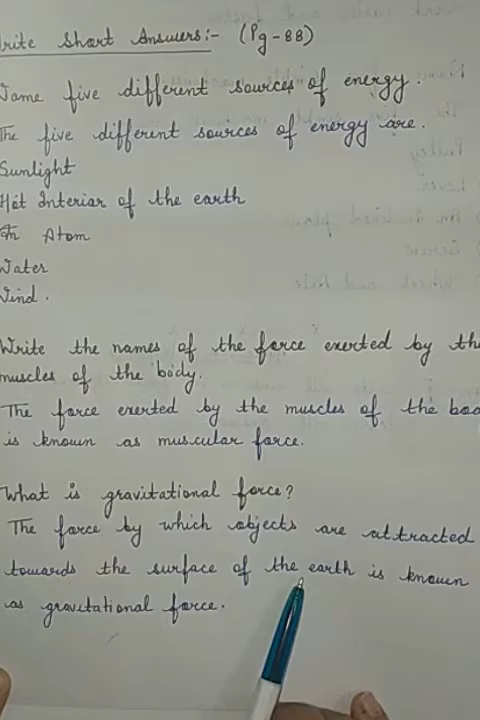 rite Short Answers:- (Pg-88)
Name five different sources of energy.
The five different sources of energy are.
Sunlight
Hot Interior of the earth
In Atom
Water
Wind.
Write the names of the force exerted by the
muscles of the body.
The force exerted by the muscles of the bod
is known as muscular force.
What is gravitational force?
The force by which objects are attracted
towards the surface of the earth is known
as gravitational force.